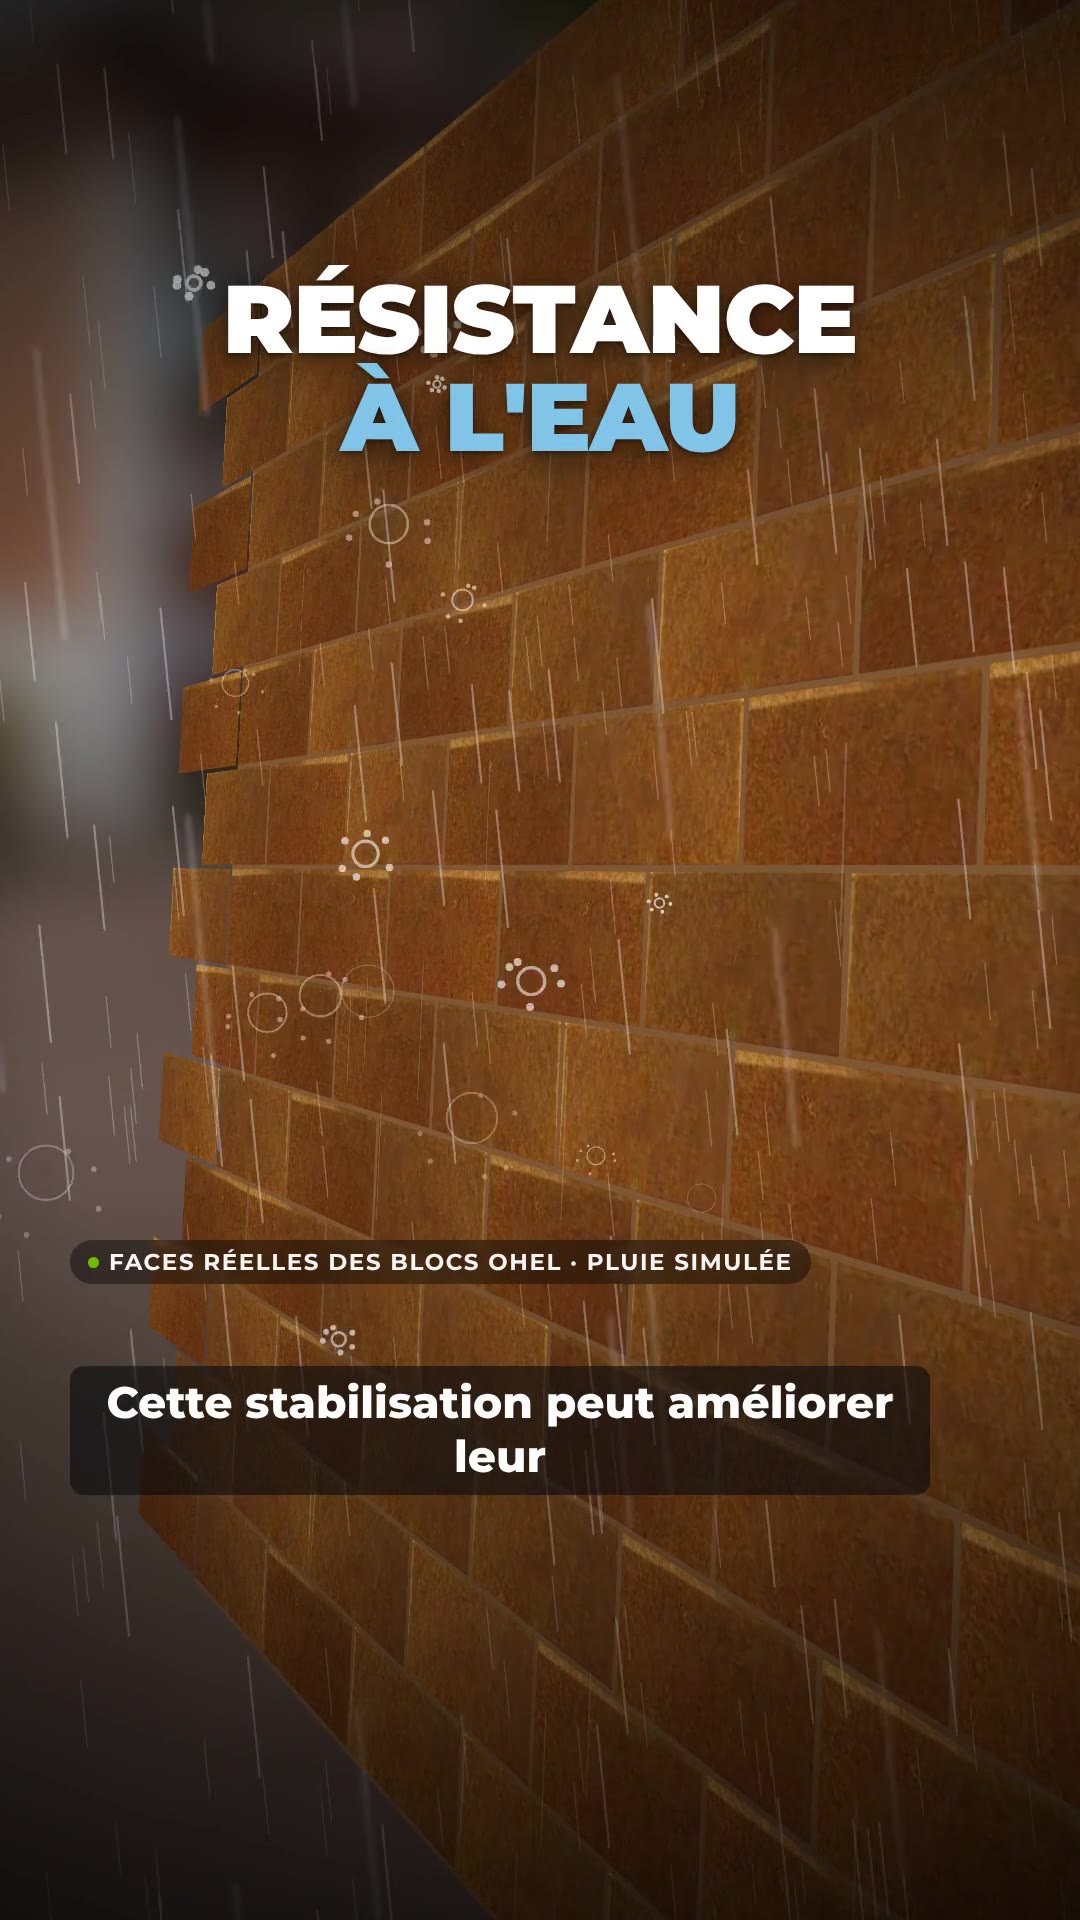 RÉSISTANCE
À L'EAU
FACES RÉELLES DES BLOCS OHEL · PLUIE SIMULÉE
Cette stabilisation peut améliorer
leur